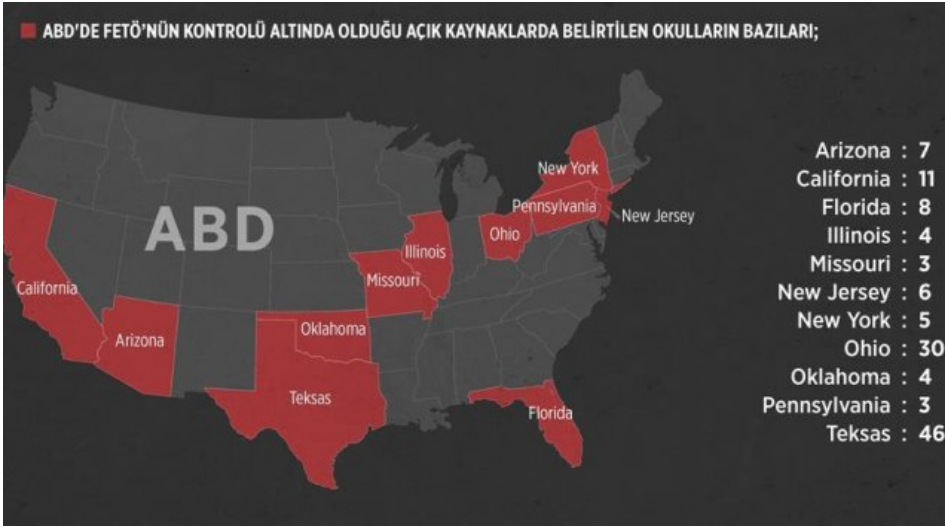 ABD'DE FETÖ'NÜN KONTROLÜ ALTINDA OLDUĞU AÇIK KAYNAKLARDA BELİRTİLEN OKULLARIN BAZILARI;
ABD
New York
Pennsylvania
New Jersey
Ohio
Illinois
Missouri
California
Arizona
Oklahoma
Teksas
Florida
Arizona : 7
California : 11
Florida : 8
Illinois : 4
Missouri : 3
New Jersey : 6
New York : 5
Ohio : 30
Oklahoma : 4
Pennsylvania : 3
Teksas : 46